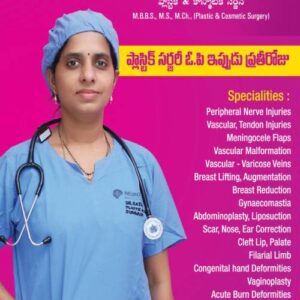 ప్లాస్టిక్ & కాస్మొటిక్ సర్జన్
M.B.B.S., M.S., M.Ch., (Plastic & Cosmetic Surgery)
ప్లాస్టిక్ సర్జరీ ఓ.పి ఇప్పుడు ప్రతీరోజు
Specialities :
Peripheral Nerve Injuries
Vascular, Tendon Injuries
Meningocele Flaps
Vascular Malformation
Vascular - Varicose Veins
Breast Lifting, Augmentation
Breast Reduction
Gynaecomastia
Abdominoplasty, Liposuction
Scar, Nose, Ear Correction
Cleft Lip, Palate
Filarial Limb
Congenital hand Deformities
Vaginoplasty
Acute Burn Deformities